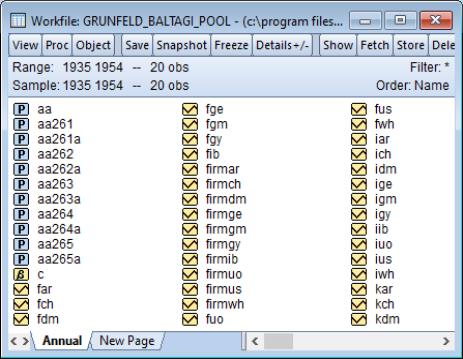 Workfile: GRUNFELD_BALTAGI_POOL - (c:\program files...
View Proc Object Save Snapshot Freeze Details+/- Show Fetch Store Dele
Range: 1935 1954 -- 20 obs Filter: *
Sample: 1935 1954 -- 20 obs Order: Name
P aa fge fus
P aa261 fgm fwh
P aa261a fgy iar
P aa262 fib ich
P aa262a firmar idm
P aa263 firmch ige
P aa263a firmdm igm
P aa264 firmge igy
P aa264a firmgm iib
P aa265 firmgy iuo
P aa265a firmib ius
β c firmuo iwh
far firmus kar
fch firmwh kch
fdm fuo kdm
Annual New Page